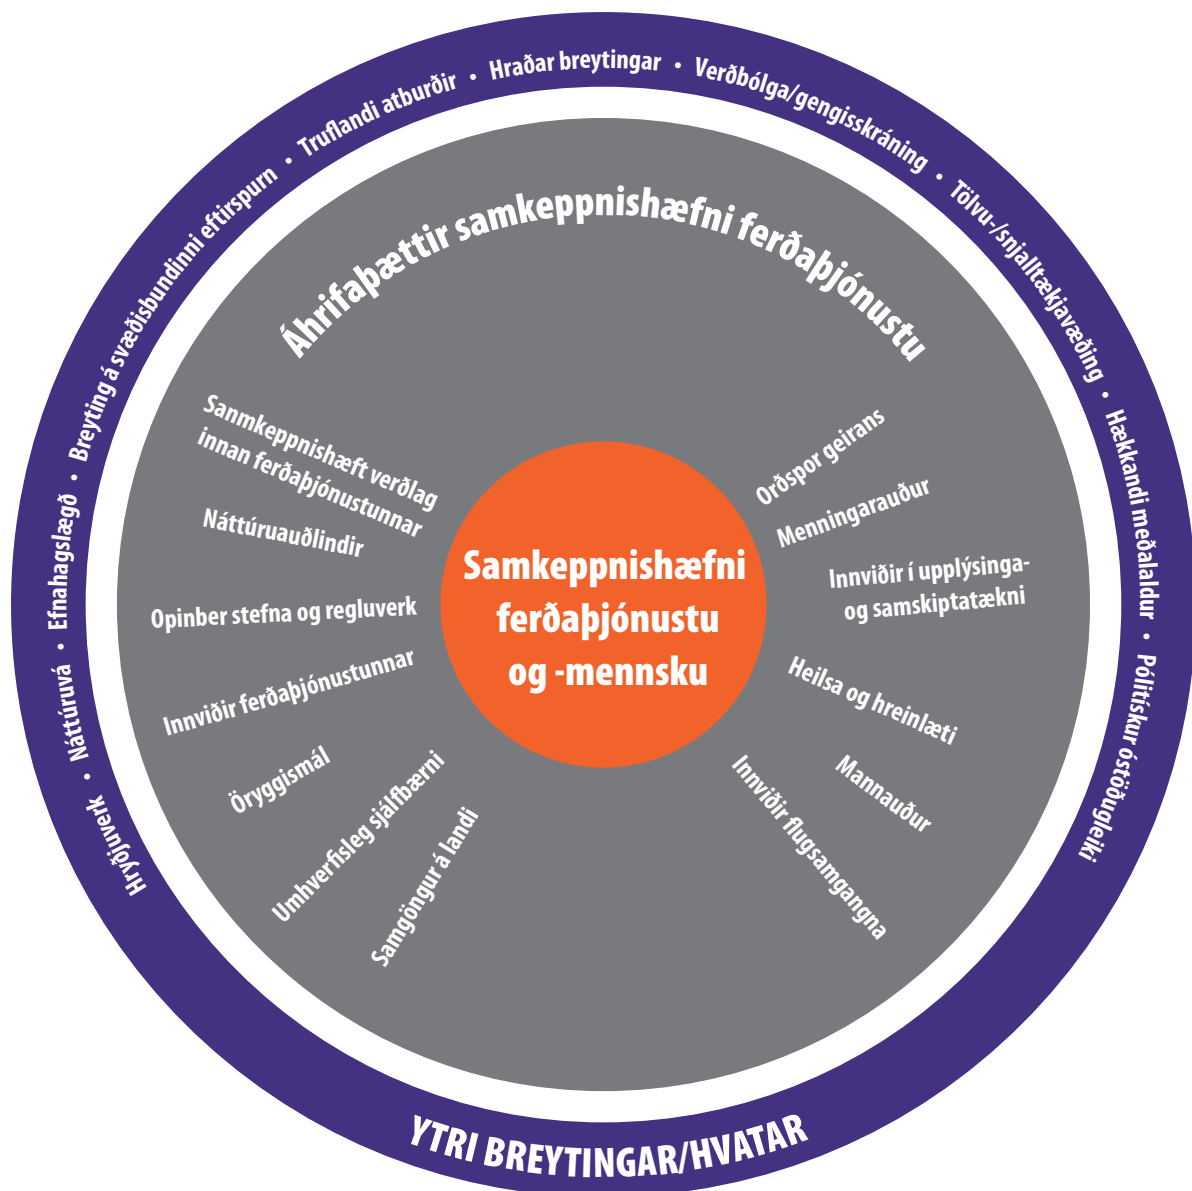 Hryðjuverk • Náttúruvá • Efnahagslægð • Breyting á svæðisbundinni eftirspurn • Truflandi atburðir • Hraðar breytingar • Verðbólga/gengisskráning • Tölvu-/snjalltækjavæðing • Hækkandi meðalaldur • Pólitískur óstöðugleiki
Áhrifaþættir samkeppnishæfni ferðaþjónustu
Sanmkeppnishæft verðlag
innan ferðaþjónustunnar
Náttúruauðlindir
Opinber stefna og regluverk
Innviðir ferðaþjónustunnar
Öryggismál
Umhverfisleg sjálfbærni
Samgöngur á landi
Samkeppnishæfni
ferðaþjónustu
og -mennsku
Orðspor geirans
Menningarauður
Innviðir í upplýsinga-
og samskiptatækni
Heilsa og hreinlæti
Mannauður
Innviðir flugsamgangna
YTRI BREYTINGAR/HVATAR